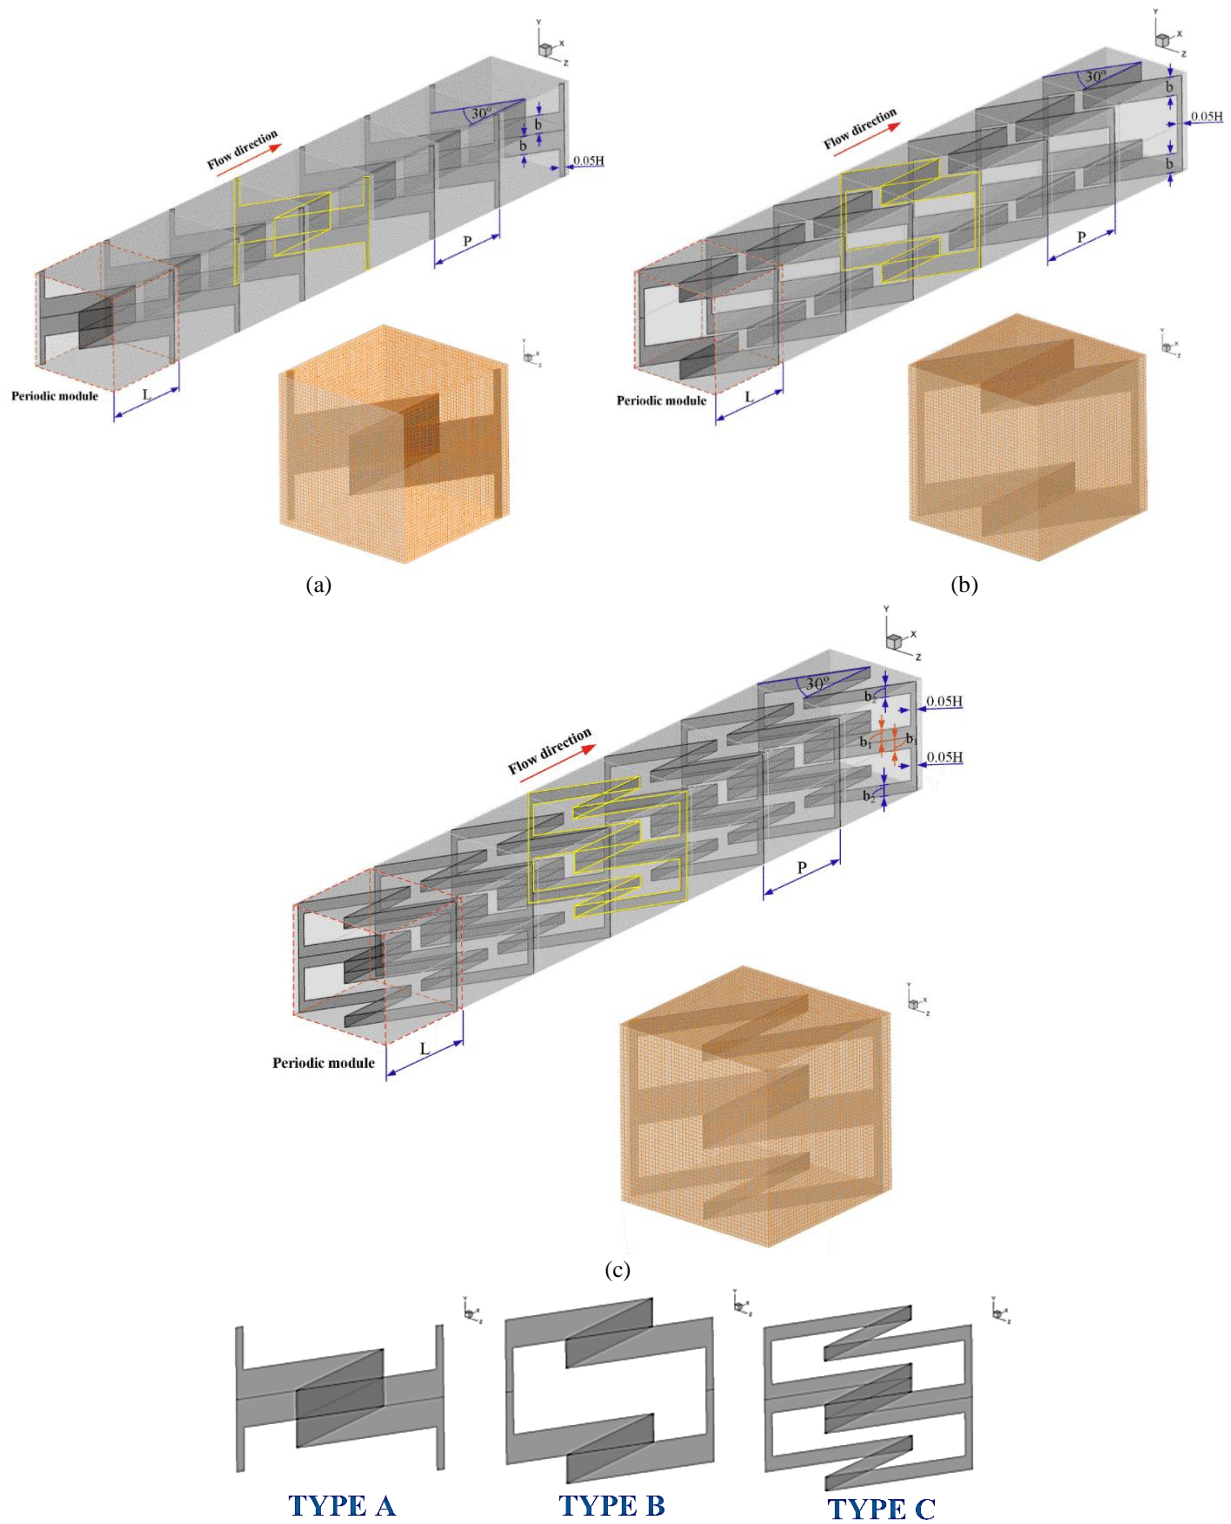 Y
X
Z
30°
b
b
0.05H
Flow direction
P
Periodic module
L
Y
X
Z
(a)
Y
X
Z
30°
b
0.05H
b
Flow direction
P
Periodic module
L
Y
X
Z
(b)
Y
X
Z
30°
b₂
0.05H
b₁
b₁
0.05H
b₂
Flow direction
P
Periodic module
L
Y
X
Z
(c)
Y
X
Z
Y
X
Z
Y
X
Z
TYPE A
TYPE B
TYPE C